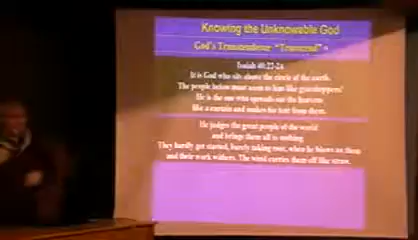 Knowing the Unknowable God
God's Transcendence "Transcend" =
Isaiah 40:22-24
It is God who sits above the circle of the earth.
The people below must seem to him like grasshoppers!
He is the one who spreads out the heavens
like a curtain and makes his tent from them.
He judges the great people of the world
and brings them all to nothing.
They hardly get started, barely taking root, when he blows on them
and their work withers. The wind carries them off like straw.